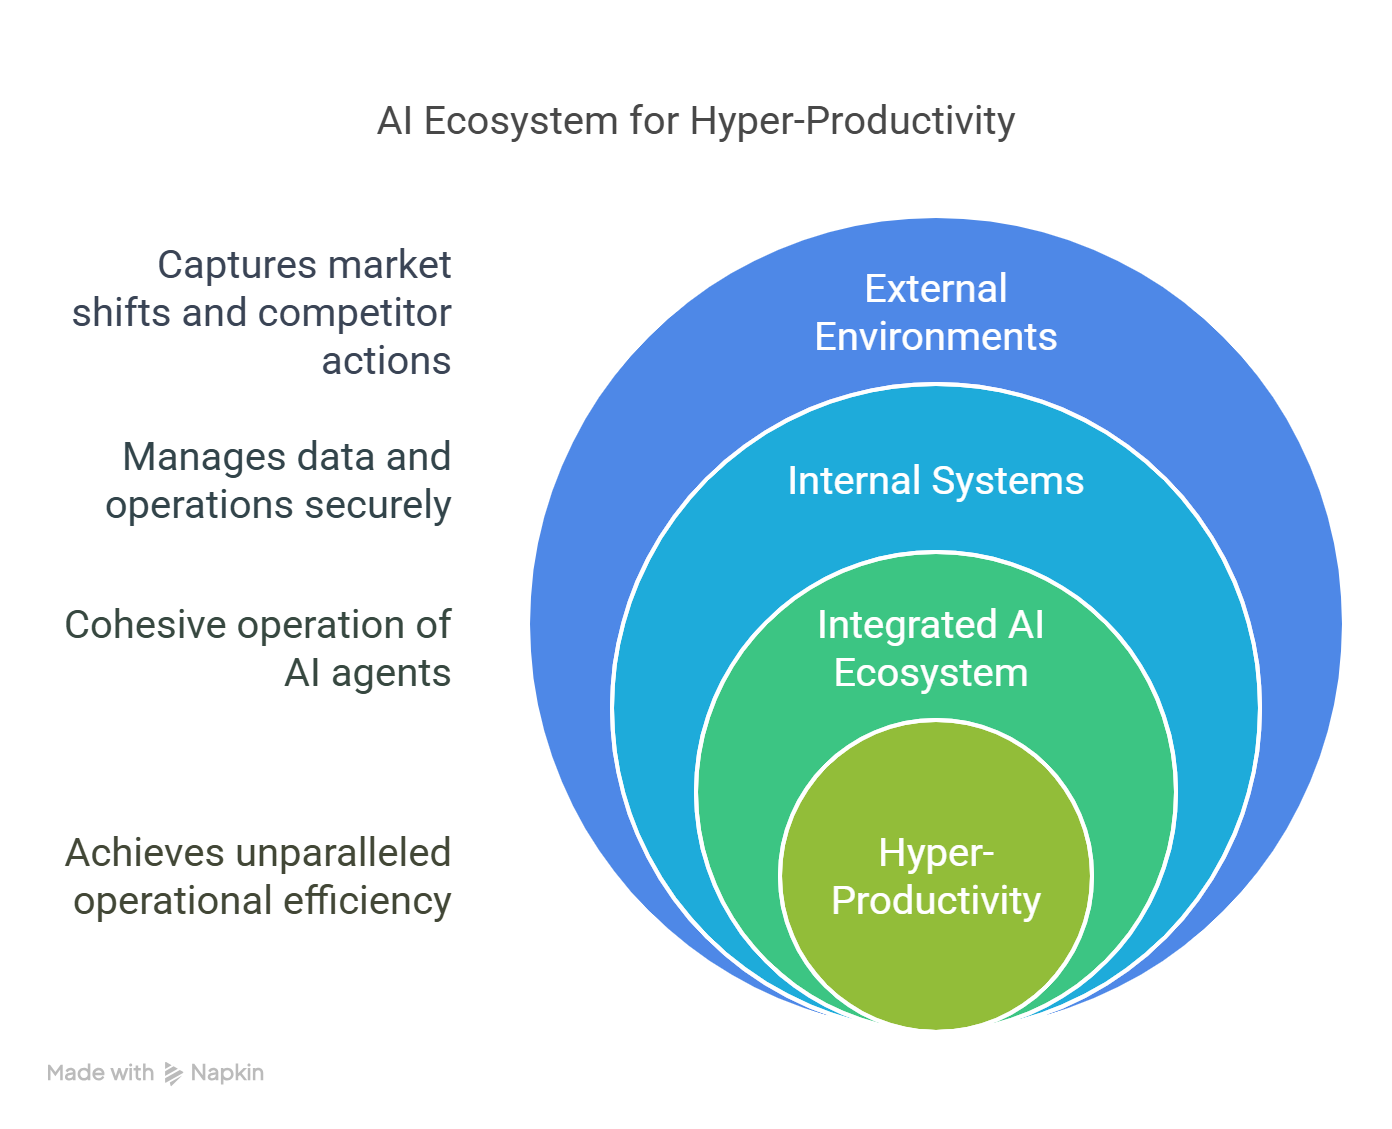 AI Ecosystem for Hyper-Productivity
Captures market
shifts and competitor
actions
External
Environments
Manages data and
operations securely
Internal Systems
Cohesive operation of
AI agents
Integrated AI
Ecosystem
Achieves unparalleled
operational efficiency
Hyper-
Productivity
Made with Napkin